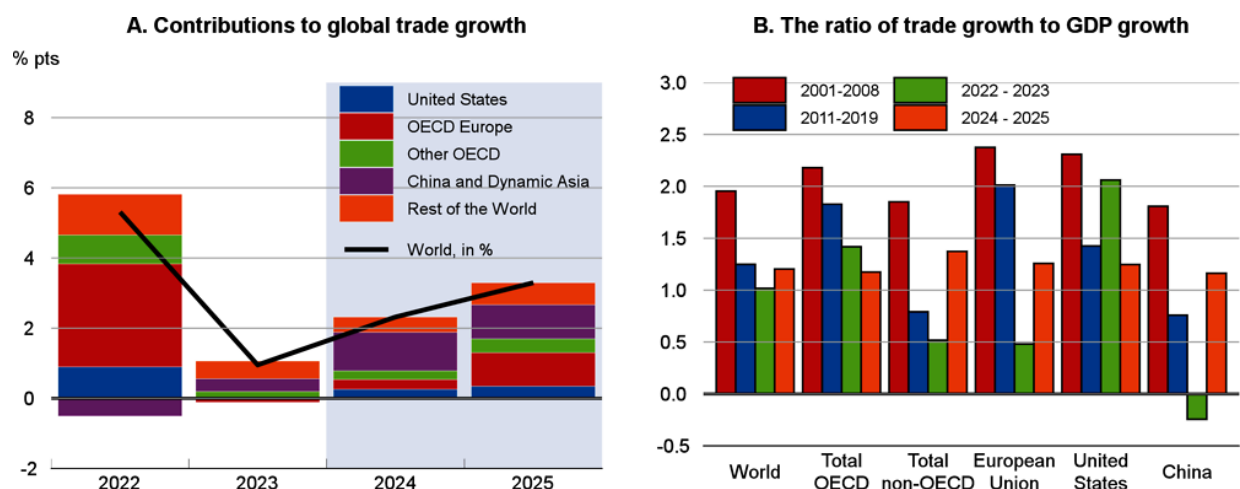 A. Contributions to global trade growth
% pts
8
6
4
2
0
-2
United States
OECD Europe
Other OECD
China and Dynamic Asia
Rest of the World
World, in %
2022
2023
2024
2025
B. The ratio of trade growth to GDP growth
3.0
2.5
2.0
1.5
1.0
0.5
0.0
-0.5
2001-2008
2022 - 2023
2011-2019
2024 - 2025
World
Total
OECD
Total
non-OECD
European
Union
United
States
China